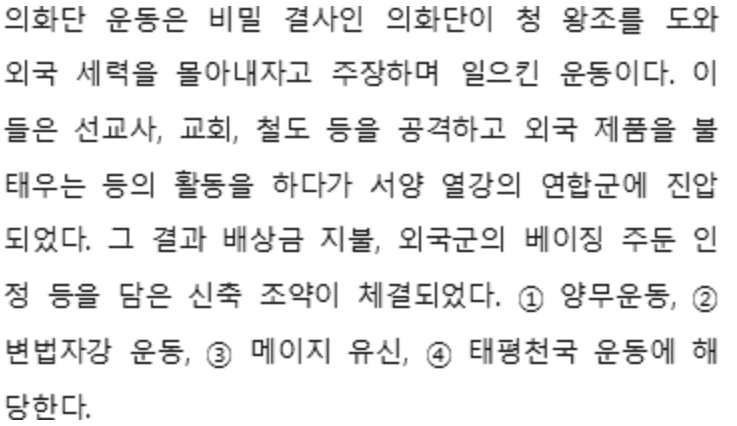 의화단 운동은 비밀 결사인 의화단이 청 왕조를 도와
외국 세력을 몰아내자고 주장하며 일으킨 운동이다. 이
들은 선교사, 교회, 철도 등을 공격하고 외국 제품을 불
태우는 등의 활동을 하다가 서양 열강의 연합군에 진압
되었다. 그 결과 배상금 지불, 외국군의 베이징 주둔 인
정 등을 담은 신축 조약이 체결되었다. ① 양무운동, ②
변법자강 운동, ③ 메이지 유신, ④ 태평천국 운동에 해
당한다.